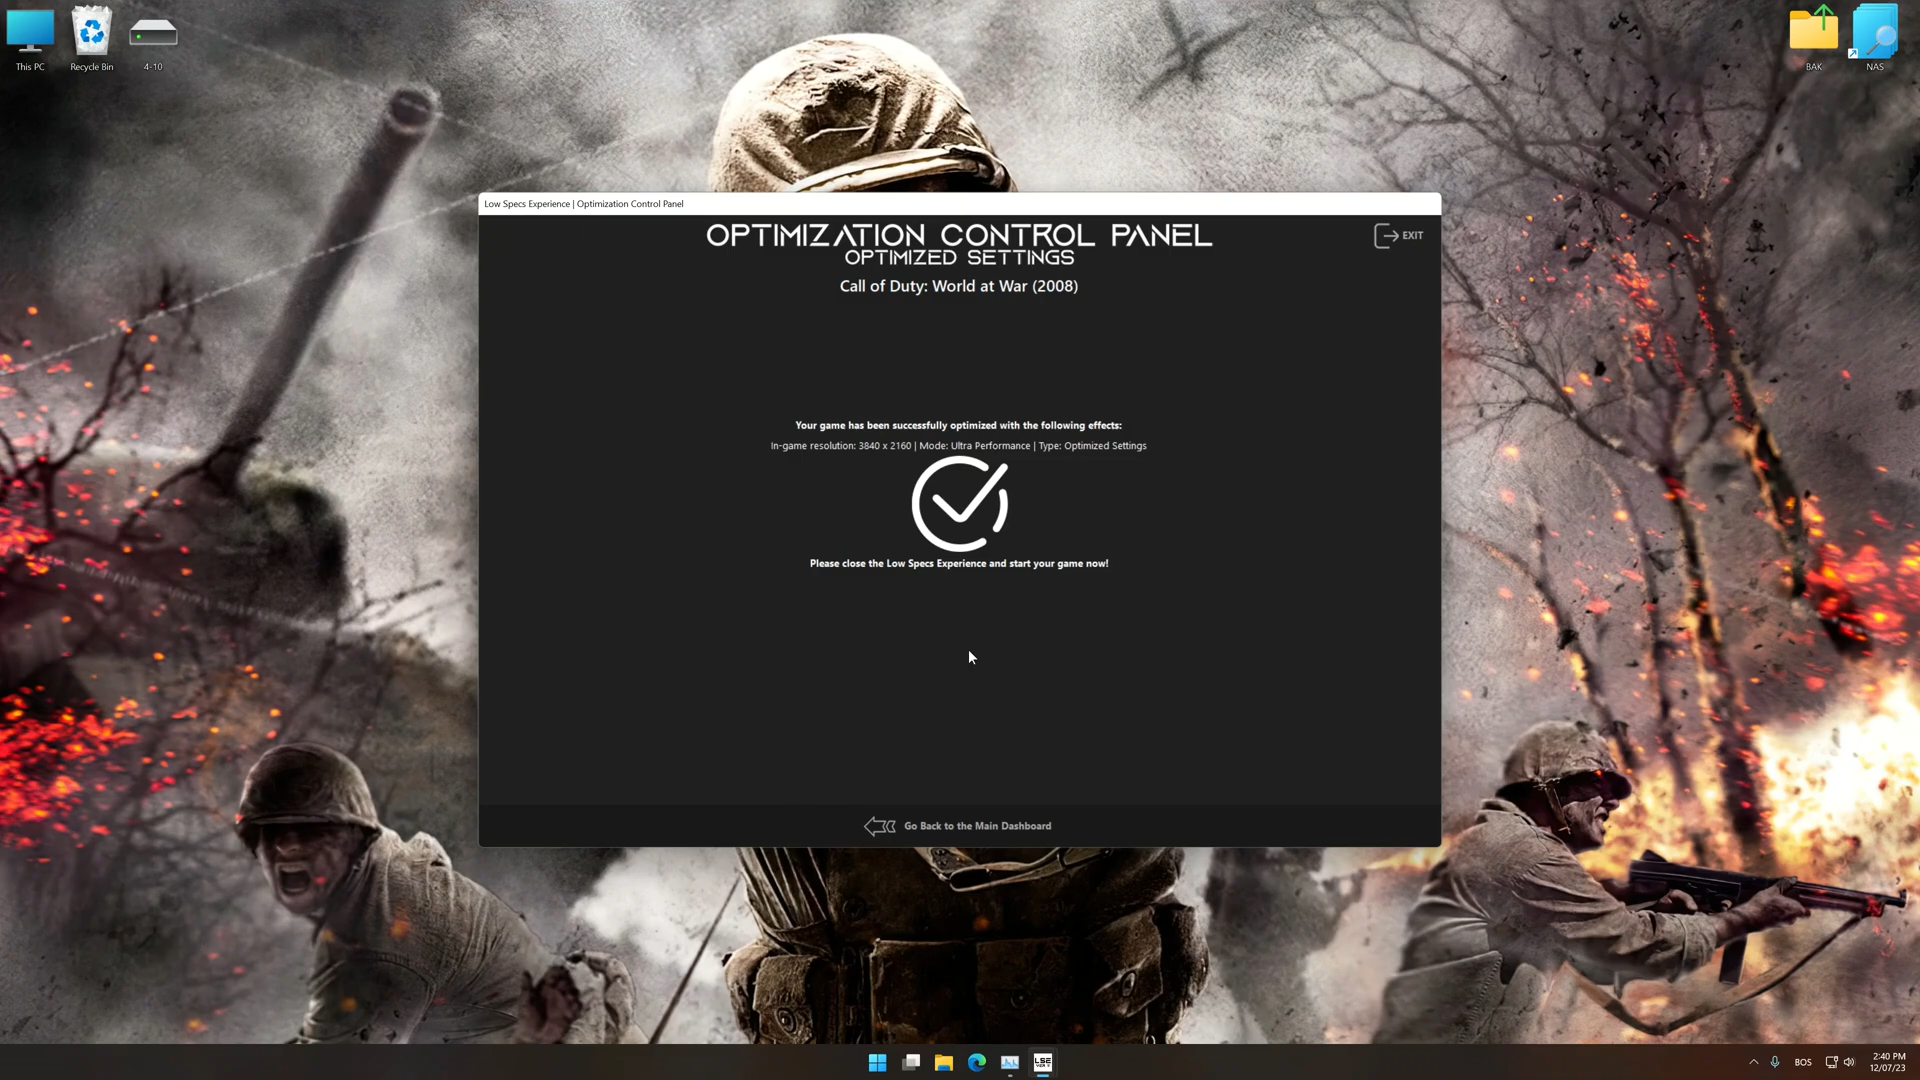 This PC
Recycle Bin
4-10
BAK
NAS
Low Specs Experience | Optimization Control Panel
OPTIMIZATION CONTROL PANEL
EXIT
OPTIMIZED SETTINGS
Call of Duty: World at War (2008)
Your game has been successfully optimized with the following effects:
In-game resolution: 3840 x 2160 | Mode: Ultra Performance | Type: Optimized Settings
Please close the Low Specs Experience and start your game now!
Go Back to the Main Dashboard
LSE
BOS
2:40 PM
12/07/23